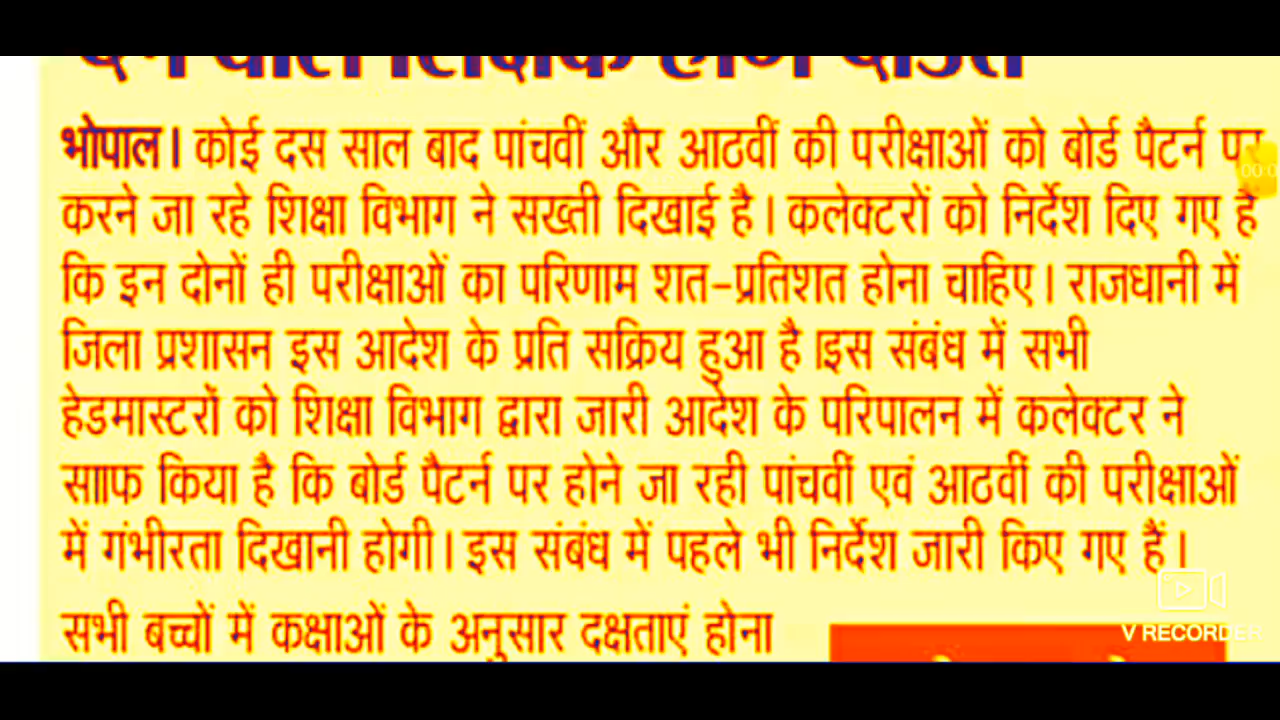 भोपाल। कोई दस साल बाद पांचवीं और आठवीं की परीक्षाओं को बोर्ड पैटर्न पर
करने जा रहे शिक्षा विभाग ने सख्ती दिखाई है। कलेक्टरों को निर्देश दिए गए है
कि इन दोनों ही परीक्षाओं का परिणाम शत-प्रतिशत होना चाहिए। राजधानी में
जिला प्रशासन इस आदेश के प्रति सक्रिय हुआ है।इस संबंध में सभी
हेडमास्टरों को शिक्षा विभाग द्वारा जारी आदेश के परिपालन में कलेक्टर ने
सााफ किया है कि बोर्ड पैटर्न पर होने जा रही पांचवीं एवं आठवीं की परीक्षाओं
में गंभीरता दिखानी होगी। इस संबंध में पहले भी निर्देश जारी किए गए हैं।
सभी बच्चों में कक्षाओं के अनुसार दक्षताएं होना
V RECORDER